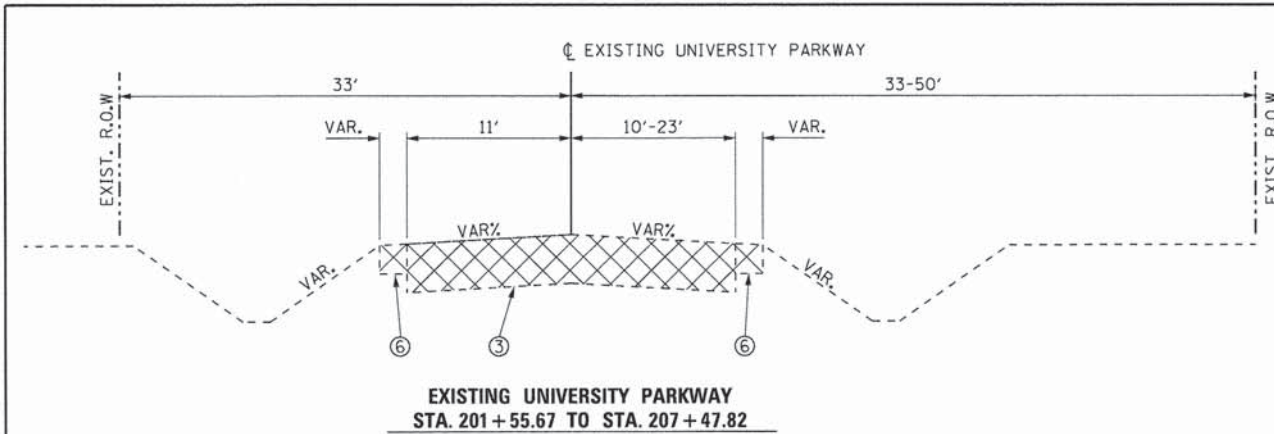 ℄ EXISTING UNIVERSITY PARKWAY
33'
33-50'
EXIST. R.O.W
EXIST. R.O.W
VAR.
11'
10'-23'
VAR.
VAR%
VAR%
VAR.
VAR.
⑥
③
⑥
EXISTING UNIVERSITY PARKWAY
STA. 201+55.67 TO STA. 207+47.82